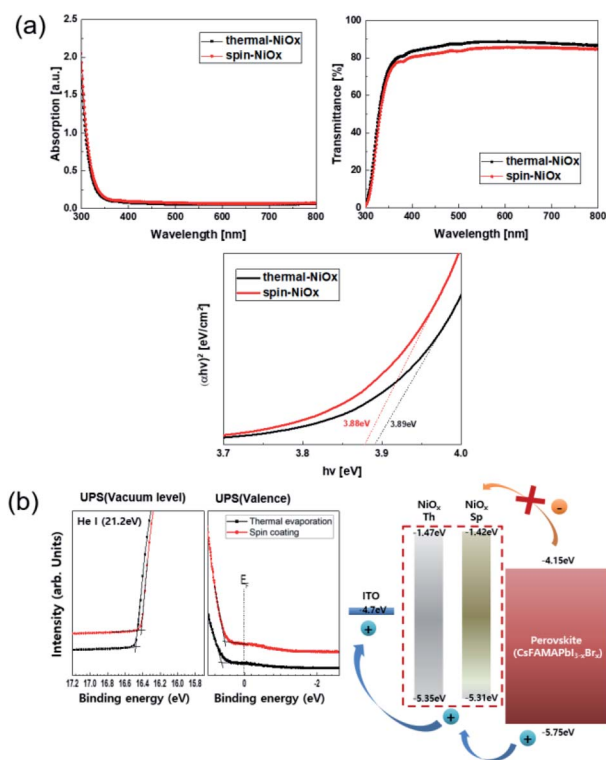 (a)
2.5
2.0
1.5
1.0
0.5
0.0
Absorption [a.u.]
thermal-NiOx
spin-NiOx
300 400 500 600 700 800
Wavelength [nm]
100
80
60
40
20
0
Transmittance [%]
thermal-NiOx
spin-NiOx
300 400 500 600 700 800
Wavelength [nm]
(αhν)² [eV/cm²]
thermal-NiOx
spin-NiOx
3.88eV
3.89eV
3.7 3.8 3.9 4.0
hν [eV]
(b)
UPS(Vacuum level)
He I (21.2eV)
Intensity (arb. Units)
17.2 16.8 16.4 16.0 15.8
Binding energy (eV)
UPS(Valence)
Thermal evaporation
Spin coating
E_F
0 -2
Binding energy (eV)
ITO
-4.7eV
+
NiOₓ
Th
-1.47eV
-5.35eV
NiOₓ
Sp
-1.42eV
-5.31eV
+
-
-4.15eV
Perovskite
(CsFAMAPbI₃₋ₓBrₓ)
+
-5.75eV